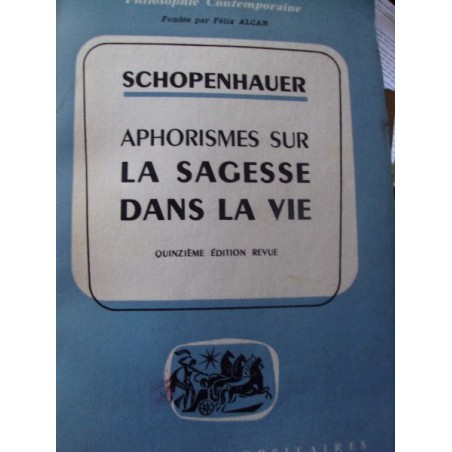 Philosophie Contemporaine
Fondée par Félix ALCAN
SCHOPENHAUER
APHORISMES SUR
LA SAGESSE
DANS LA VIE
QUINZIÈME ÉDITION REVUE